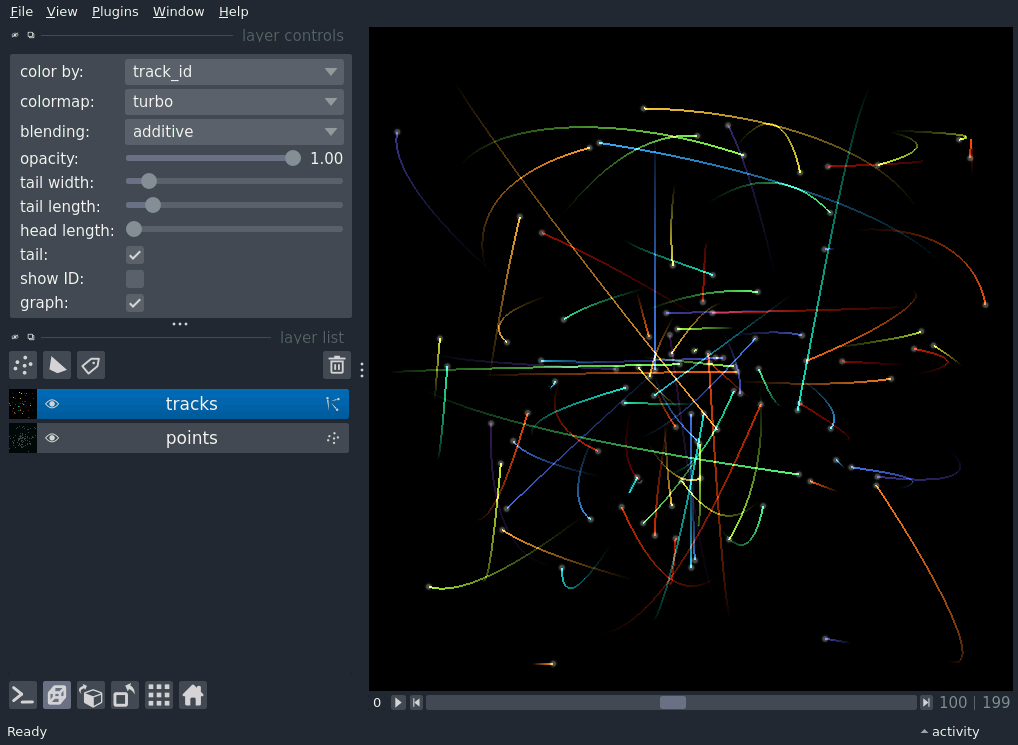 File View Plugins Window Help
layer controls
color by: track_id
colormap: turbo
blending: additive
opacity: 1.00
tail width:
tail length:
head length:
tail:
show ID:
graph:
layer list
tracks
points
0 100 | 199
Ready activity